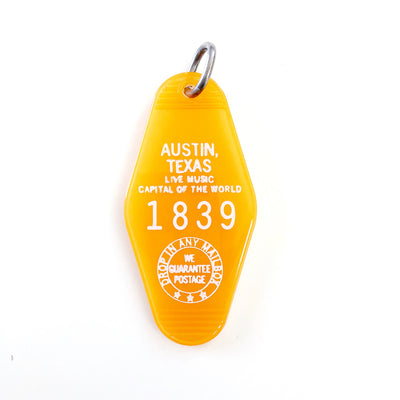 AUSTIN,
TEXAS
LIVE MUSIC
CAPITAL OF THE WORLD
1839
DROP IN ANY MAILBOX
WE
GUARANTEE
POSTAGE